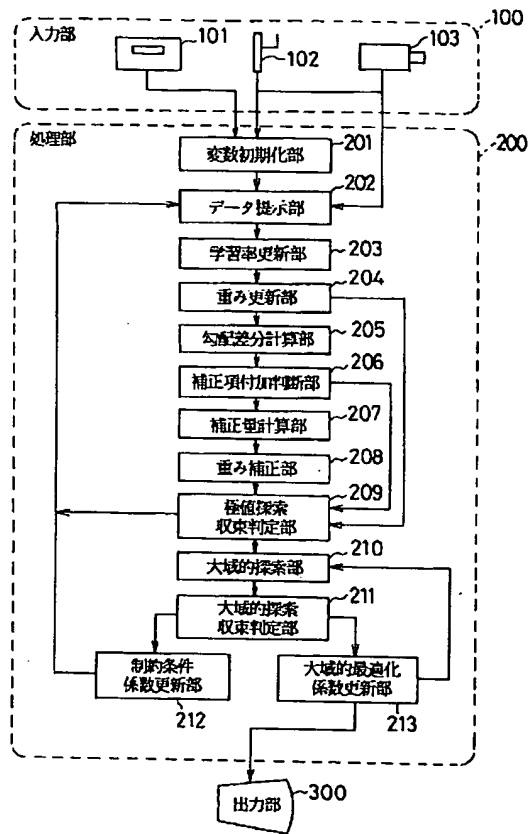 入力部
101
102
103
100
処理部
200
変数初期化部
201
データ提示部
202
学習率更新部
203
重み更新部
204
勾配差分計算部
205
補正項付加判断部
206
補正量計算部
207
重み補正部
208
極値探索
収束判定部
209
大域的探索部
210
大域的探索
収束判定部
211
制約条件
係数更新部
212
大域的最適化
係数更新部
213
出力部
300